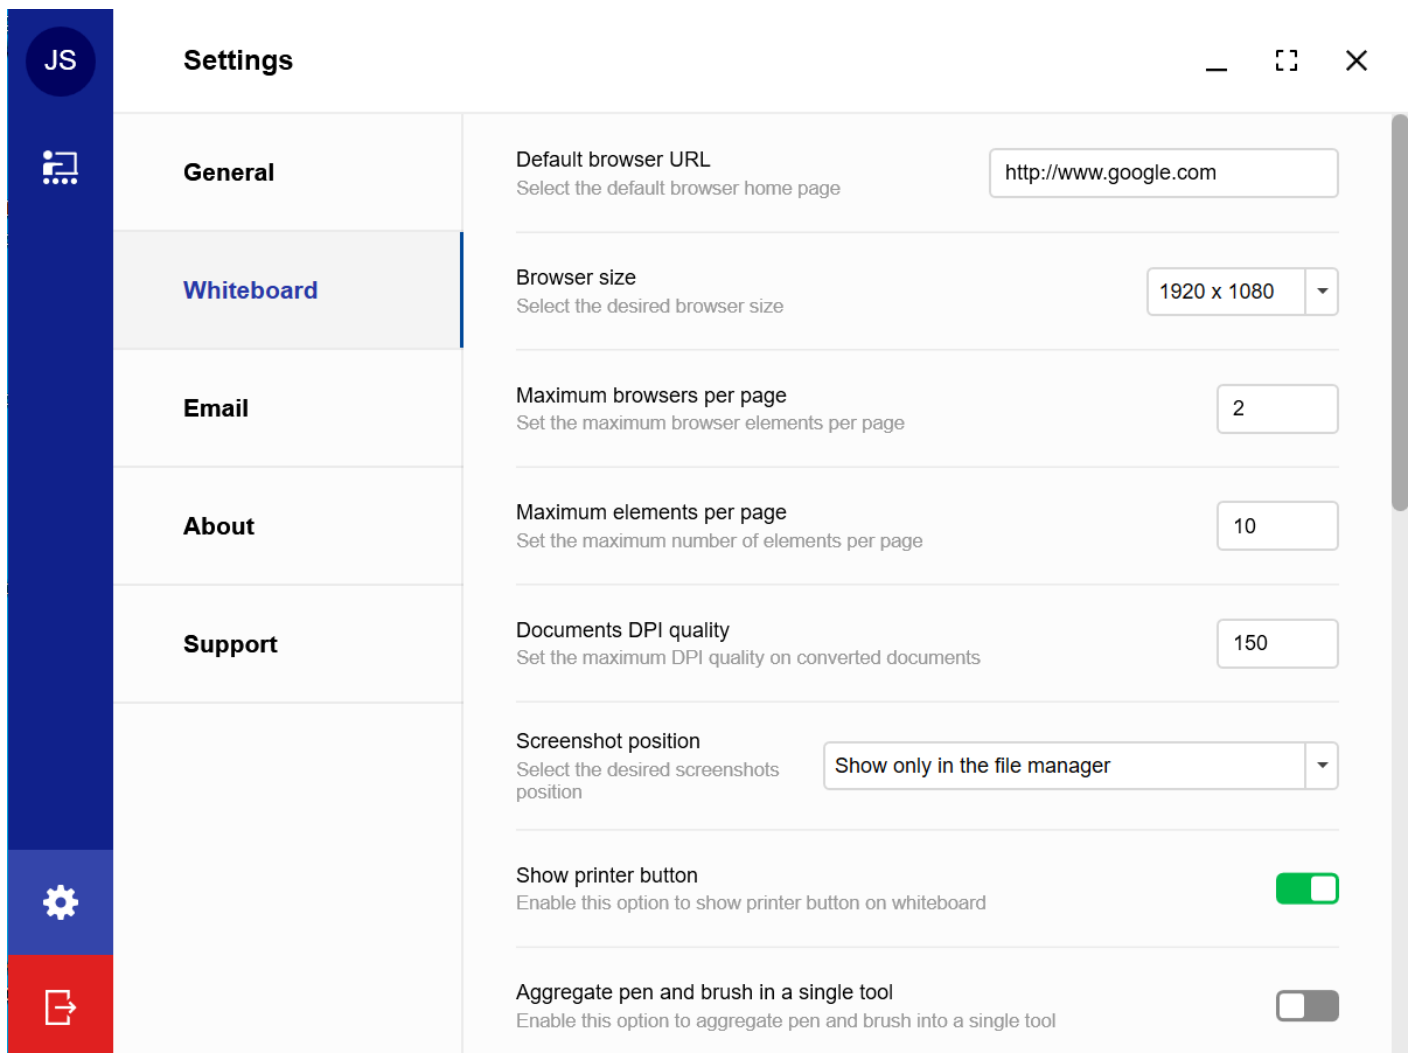 JS
Settings
General
Whiteboard
Email
About
Support
Default browser URL
Select the default browser home page
http://www.google.com
Browser size
Select the desired browser size
1920 x 1080
Maximum browsers per page
Set the maximum browser elements per page
2
Maximum elements per page
Set the maximum number of elements per page
10
Documents DPI quality
Set the maximum DPI quality on converted documents
150
Screenshot position
Select the desired screenshots
position
Show only in the file manager
Show printer button
Enable this option to show printer button on whiteboard
Aggregate pen and brush in a single tool
Enable this option to aggregate pen and brush into a single tool